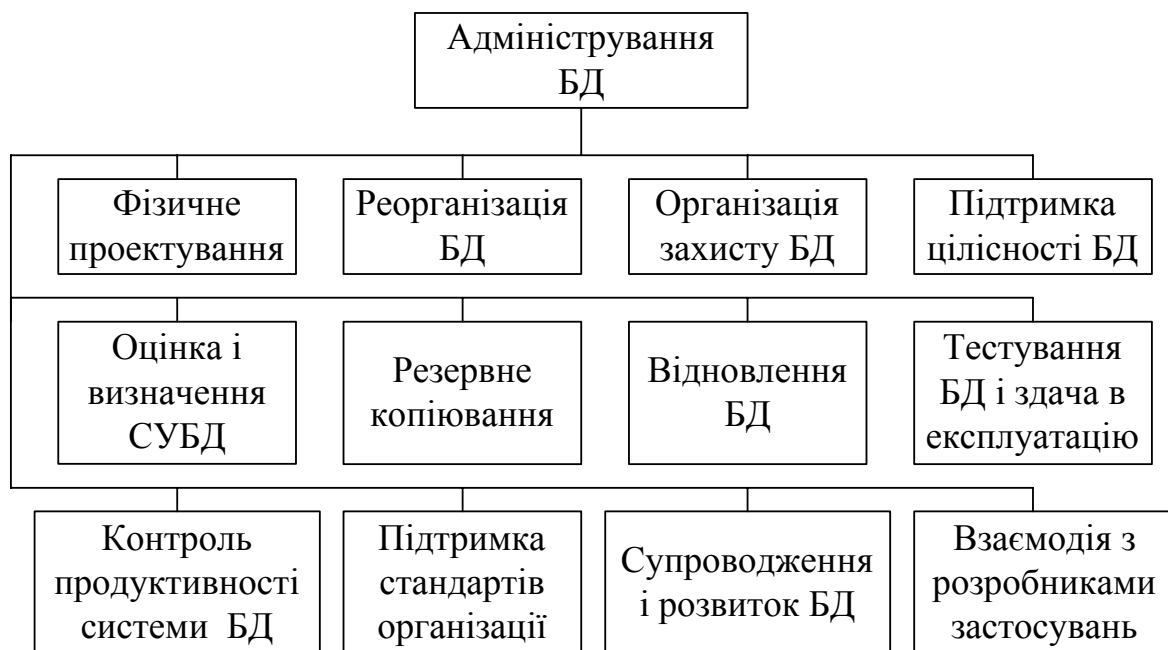 Адміністрування
БД
Фізичне
проектування
Реорганізація
БД
Організація
захисту БД
Підтримка
цілісності БД
Оцінка і
визначення
СУБД
Резервне
копіювання
Відновлення
БД
Тестування
БД і здача в
експлуатацію
Контроль
продуктивності
системи БД
Підтримка
стандартів
організації
Супроводження
і розвиток БД
Взаємодія з
розробниками
застосувань